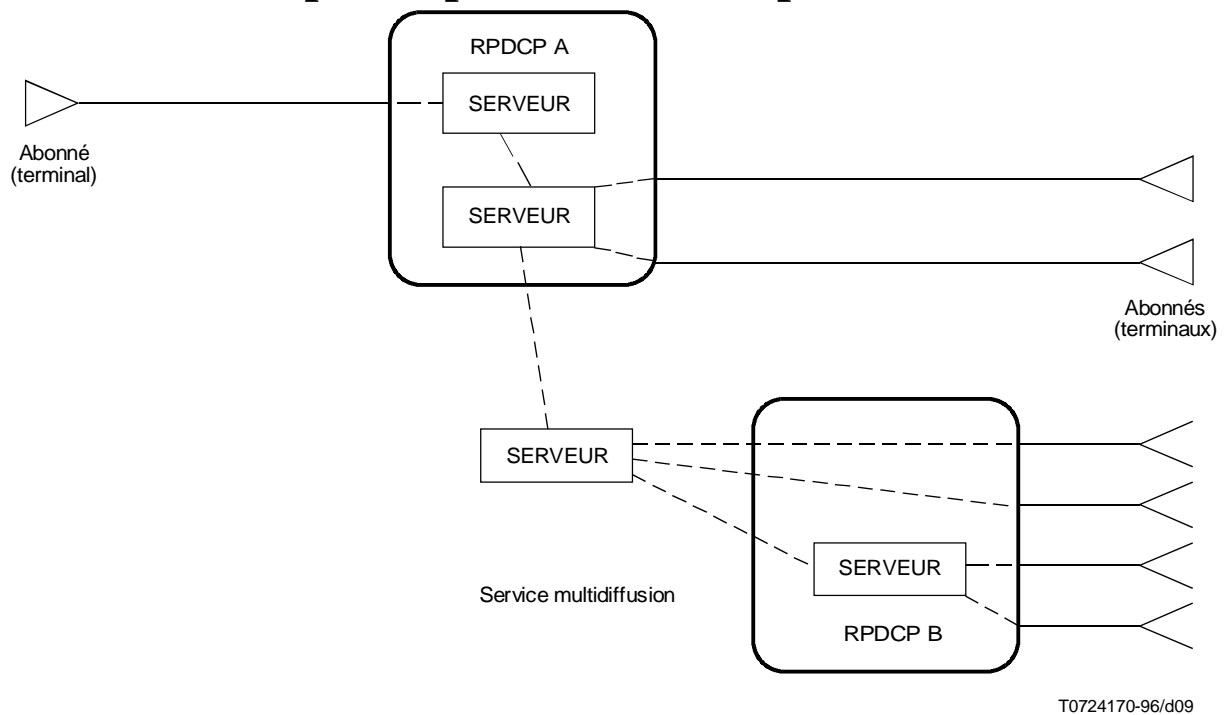 RPDCP A
SERVEUR
Abonné
(terminal)
SERVEUR
Abonnés
(terminaux)
SERVEUR
SERVEUR
Service multidiffusion
RPDCP B
T0724170-96/d09